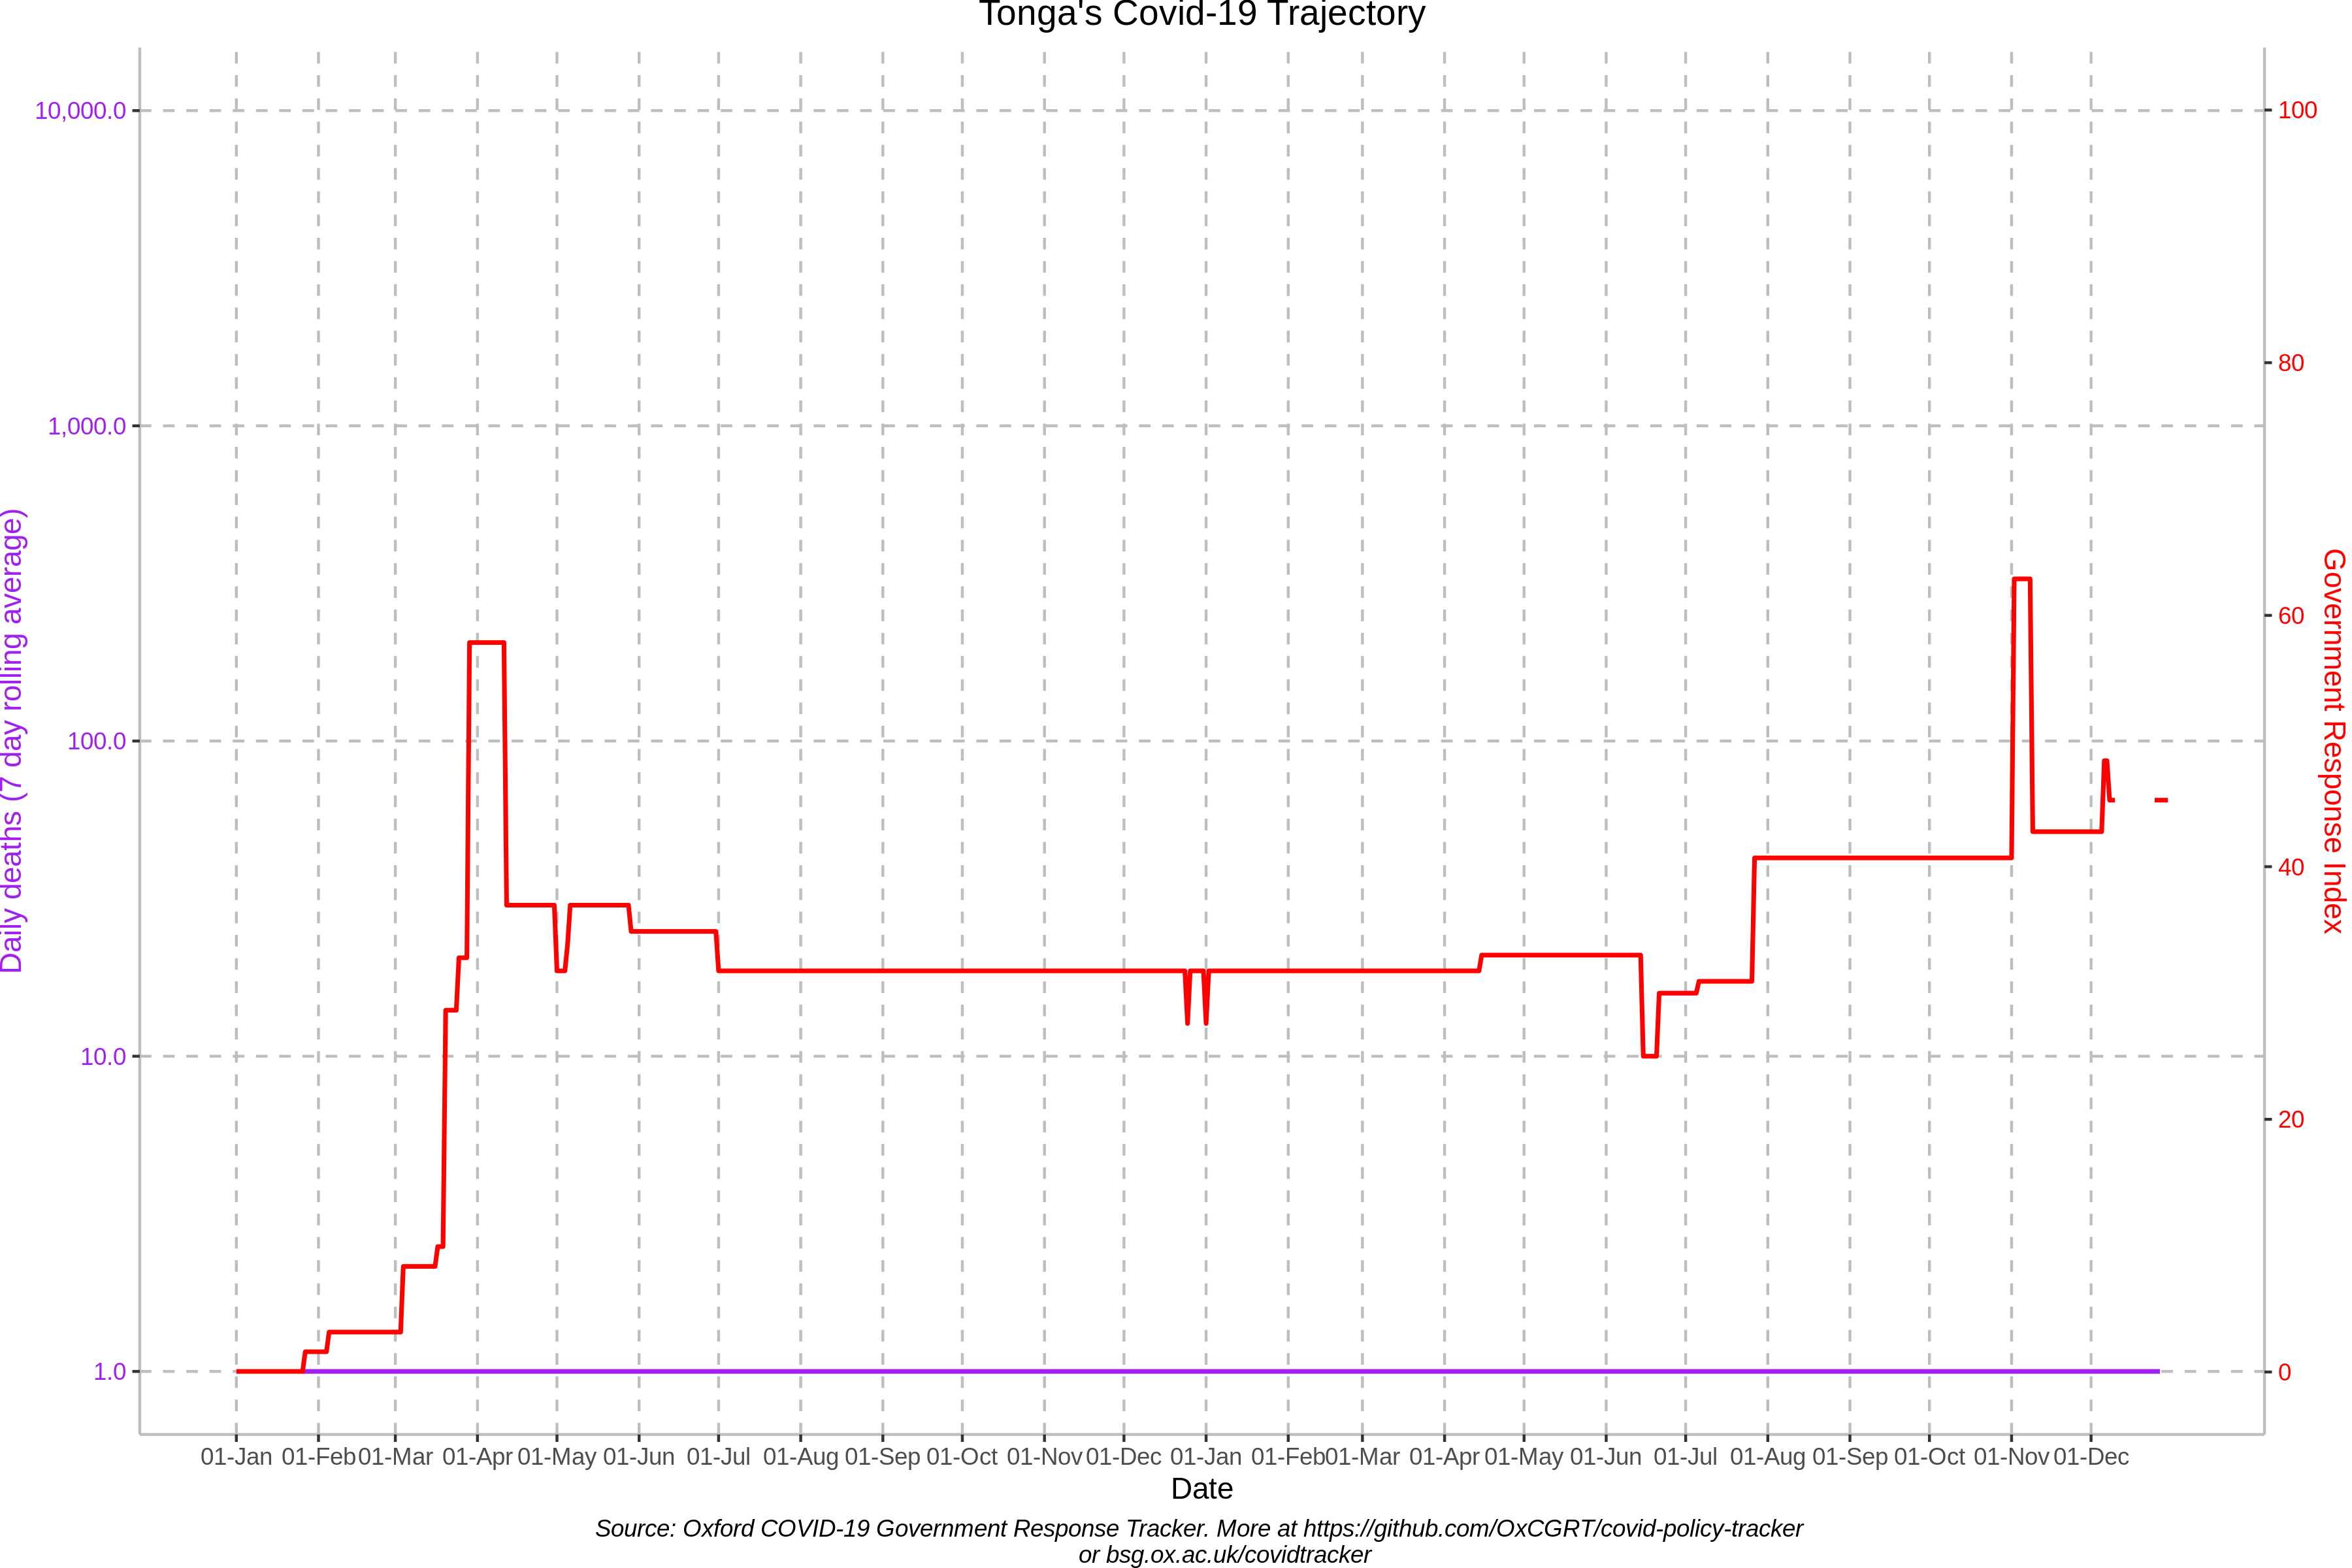 Tonga's Covid-19 Trajectory
10,000.0
1,000.0
100.0
10.0
1.0
Daily deaths (7 day rolling average)
100
80
60
40
20
0
Government Response Index
01-Jan 01-Feb 01-Mar 01-Apr 01-May 01-Jun 01-Jul 01-Aug 01-Sep 01-Oct 01-Nov 01-Dec 01-Jan 01-Feb 01-Mar 01-Apr 01-May 01-Jun 01-Jul 01-Aug 01-Sep 01-Oct 01-Nov 01-Dec
Date
Source: Oxford COVID-19 Government Response Tracker. More at https://github.com/OxCGRT/covid-policy-tracker
or bsg.ox.ac.uk/covidtracker